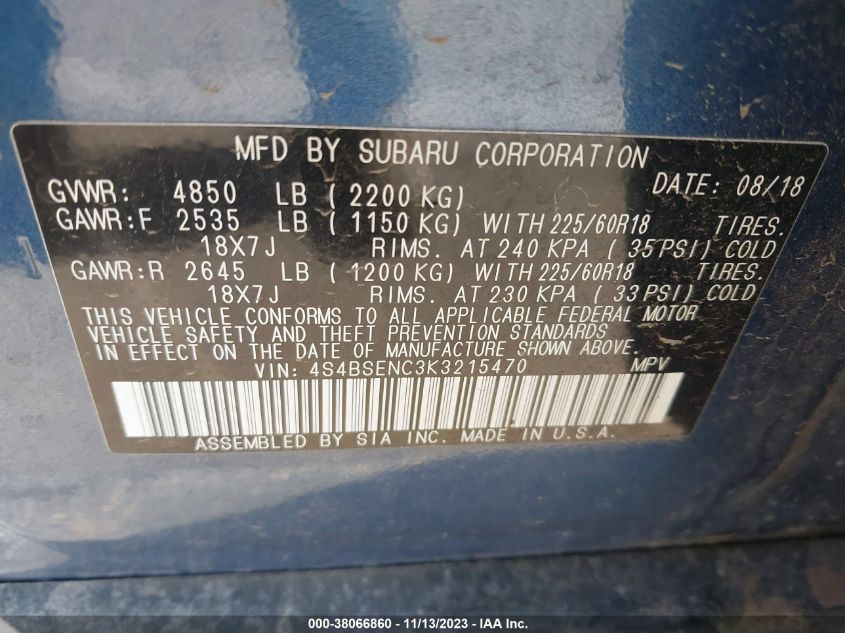 MFD BY SUBARU CORPORATION
GVWR: 4850 LB ( 2200 KG) DATE: 08/18
GAWR:F 2535 LB ( 1150 KG) WITH 225/60R18 TIRES.
18X7J RIMS. AT 240 KPA ( 35 PSI) COLD
GAWR:R 2645 LB ( 1200 KG) WITH 225/60R18 TIRES.
18X7J RIMS. AT 230 KPA ( 33 PSI) COLD
THIS VEHICLE CONFORMS TO ALL APPLICABLE FEDERAL MOTOR
VEHICLE SAFETY AND THEFT PREVENTION STANDARDS
IN EFFECT ON THE DATE OF MANUFACTURE SHOWN ABOVE.
VIN: 4S4BSENC3K3215470 MPV
ASSEMBLED BY SIA INC. MADE IN U.S.A.
000-38066860 - 11/13/2023 - IAA Inc.